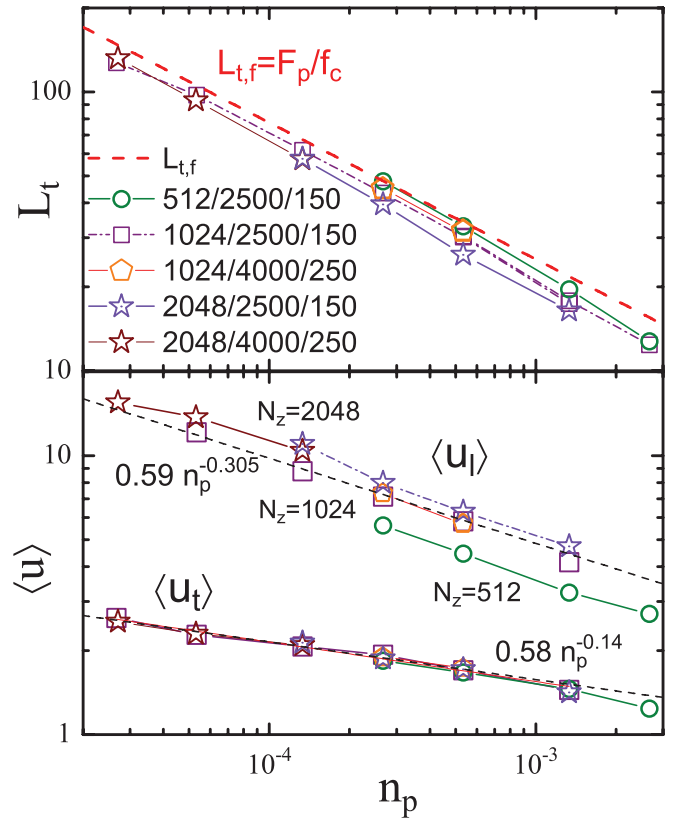 L_t,f=F_p/f_c
100
L_t
L_t,f
512/2500/150
1024/2500/150
1024/4000/250
2048/2500/150
2048/4000/250
10
N_z=2048
10
⟨u_l⟩
0.59 n_p^-0.305
N_z=1024
⟨u⟩
⟨u_t⟩
N_z=512
0.58 n_p^-0.14
1
10^-4
10^-3
n_p